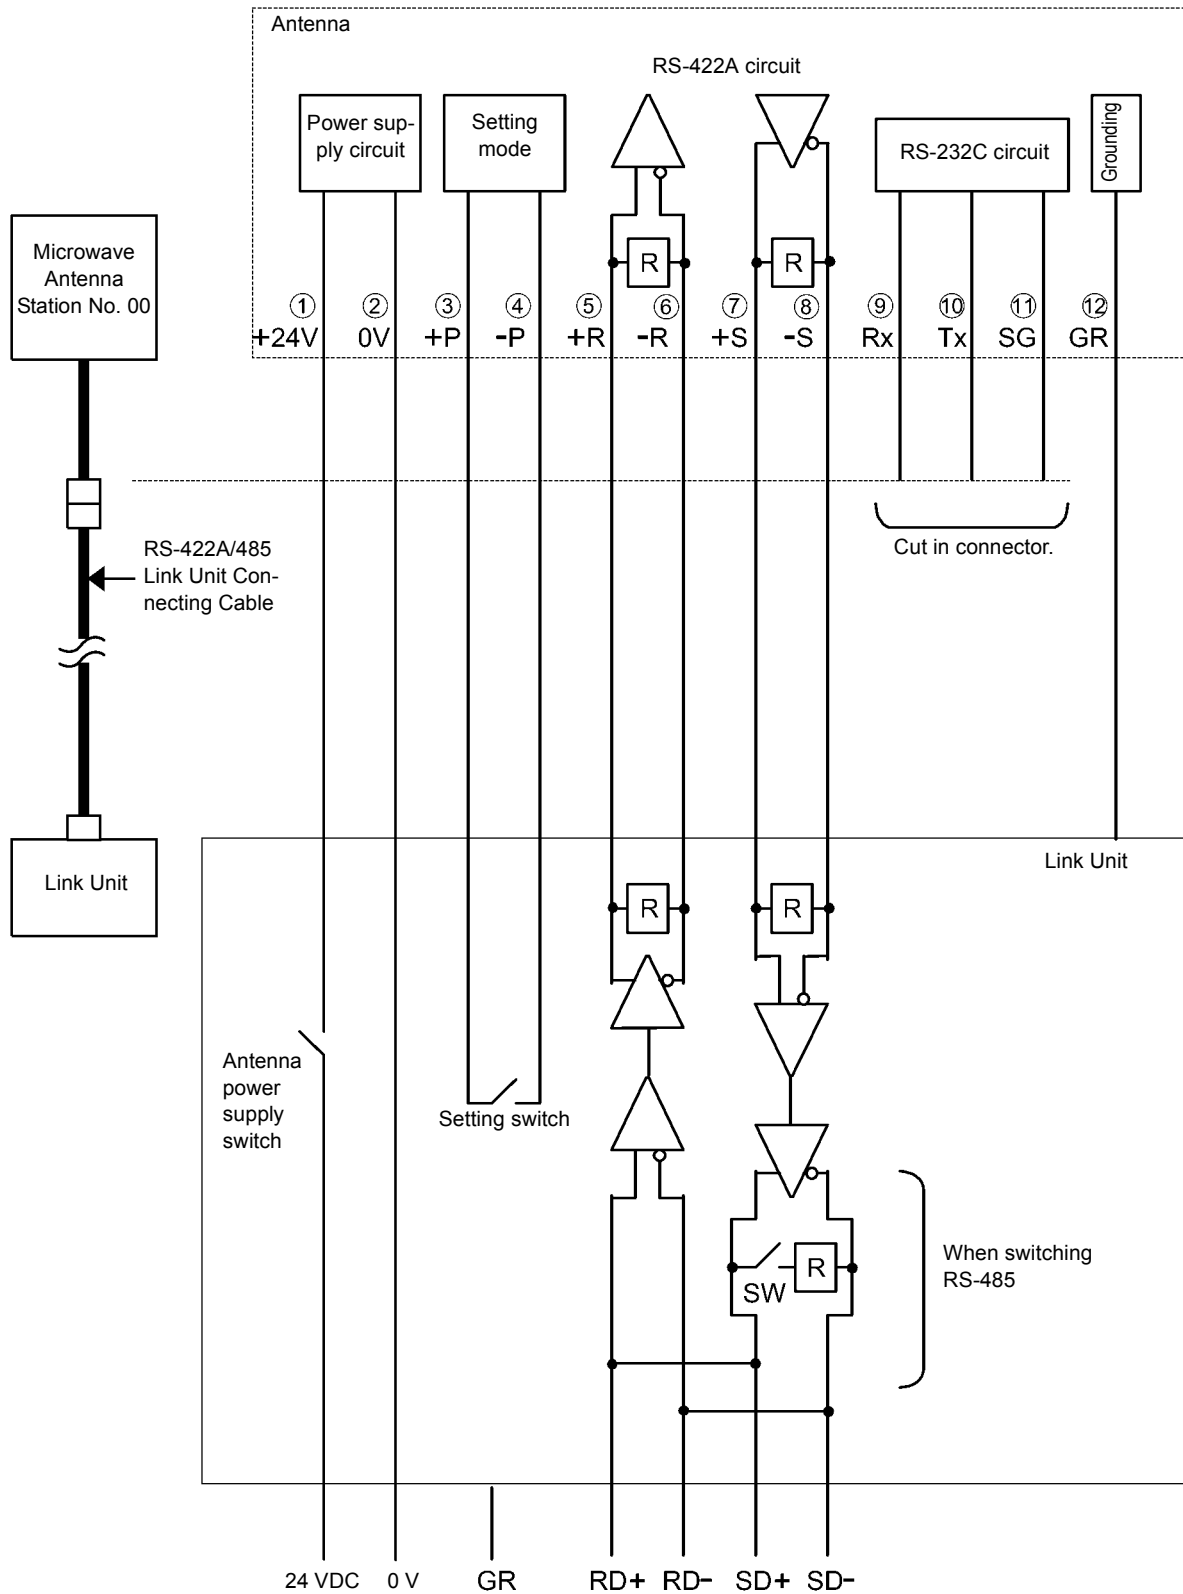 Antenna
RS-422A circuit
Power sup-
ply circuit
Setting
mode
RS-232C circuit
Grounding
R
R
Microwave
Antenna
Station No. 00
① ② ③ ④ ⑤ ⑥ ⑦ ⑧ ⑨ ⑩ ⑪ ⑫
+24V 0V +P -P +R -R +S -S Rx Tx SG GR
Cut in connector.
RS-422A/485
Link Unit Con-
necting Cable
Link Unit
Link Unit
R
R
Antenna
power
supply
switch
Setting switch
R
SW
When switching
RS-485
24 VDC 0 V GR RD+ RD- SD+ SD-